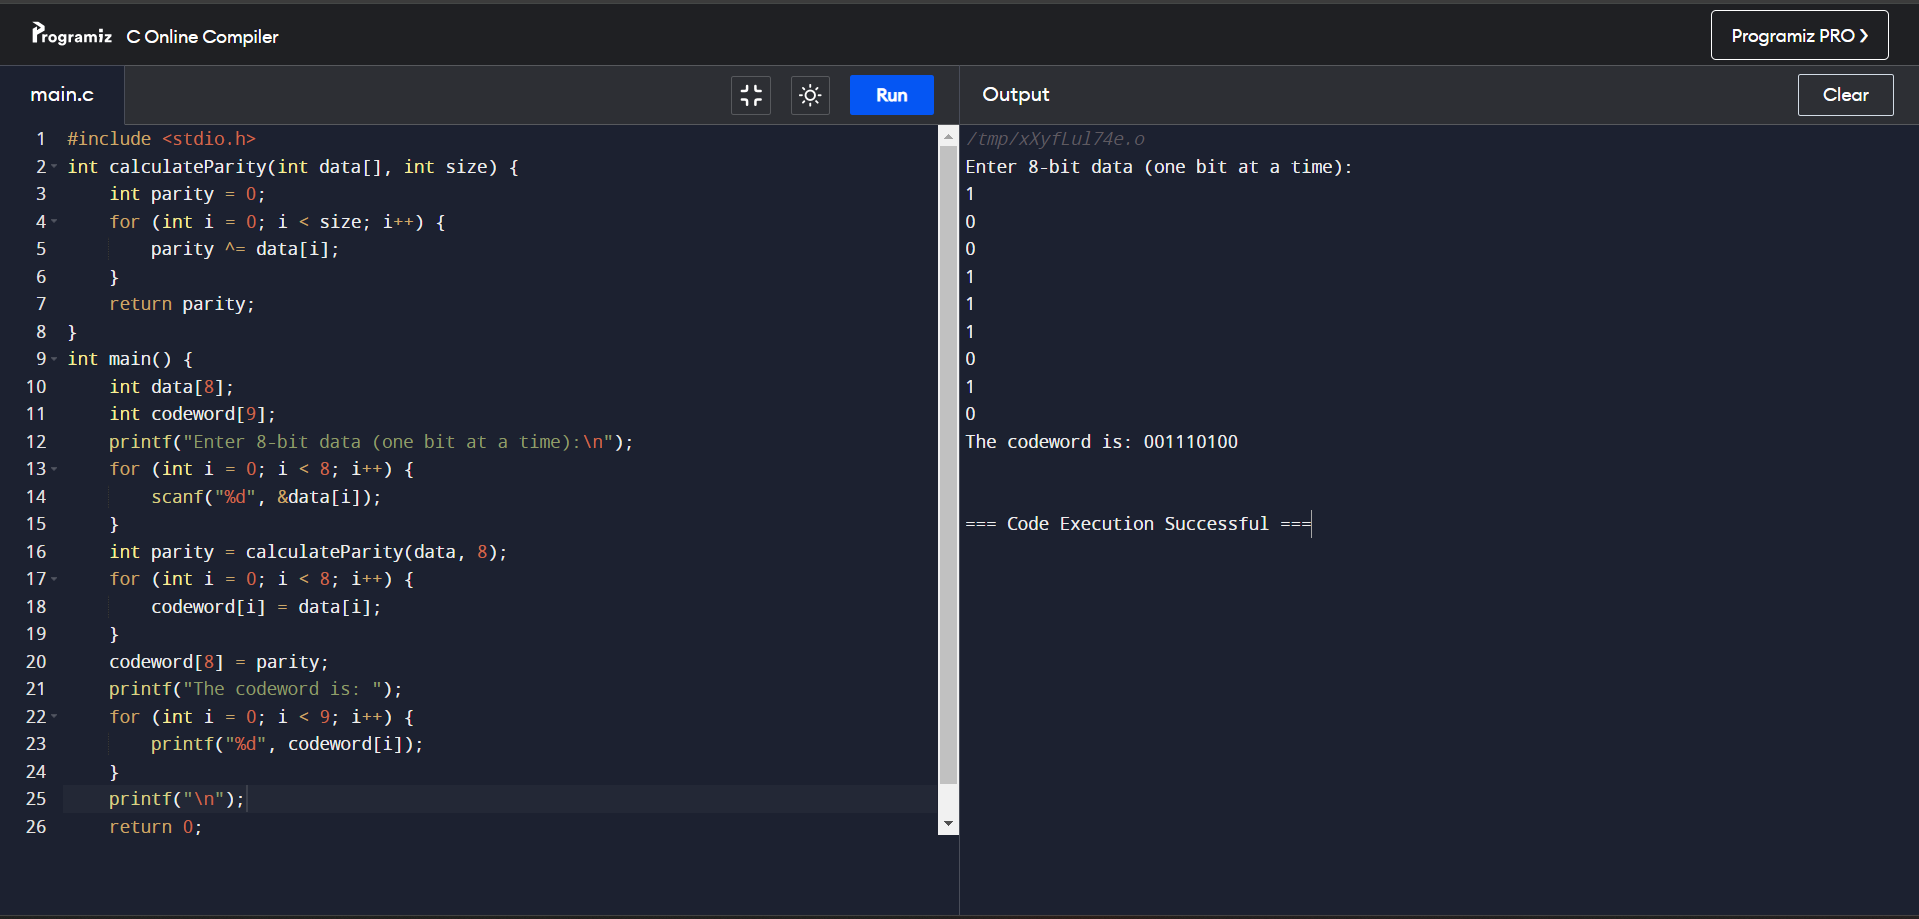 Programiz C Online Compiler
Programiz PRO ❯
main.c
Run
Output
Clear
1 #include <stdio.h>
2 int calculateParity(int data[], int size) {
3     int parity = 0;
4     for (int i = 0; i < size; i++) {
5         parity ^= data[i];
6     }
7     return parity;
8 }
9 int main() {
10     int data[8];
11     int codeword[9];
12     printf("Enter 8-bit data (one bit at a time):\n");
13     for (int i = 0; i < 8; i++) {
14         scanf("%d", &data[i]);
15     }
16     int parity = calculateParity(data, 8);
17     for (int i = 0; i < 8; i++) {
18         codeword[i] = data[i];
19     }
20     codeword[8] = parity;
21     printf("The codeword is: ");
22     for (int i = 0; i < 9; i++) {
23         printf("%d", codeword[i]);
24     }
25     printf("\n");
26     return 0;
/tmp/xXyfLul74e.o
Enter 8-bit data (one bit at a time):
1
0
0
1
1
1
0
1
0
The codeword is: 001110100
=== Code Execution Successful ===